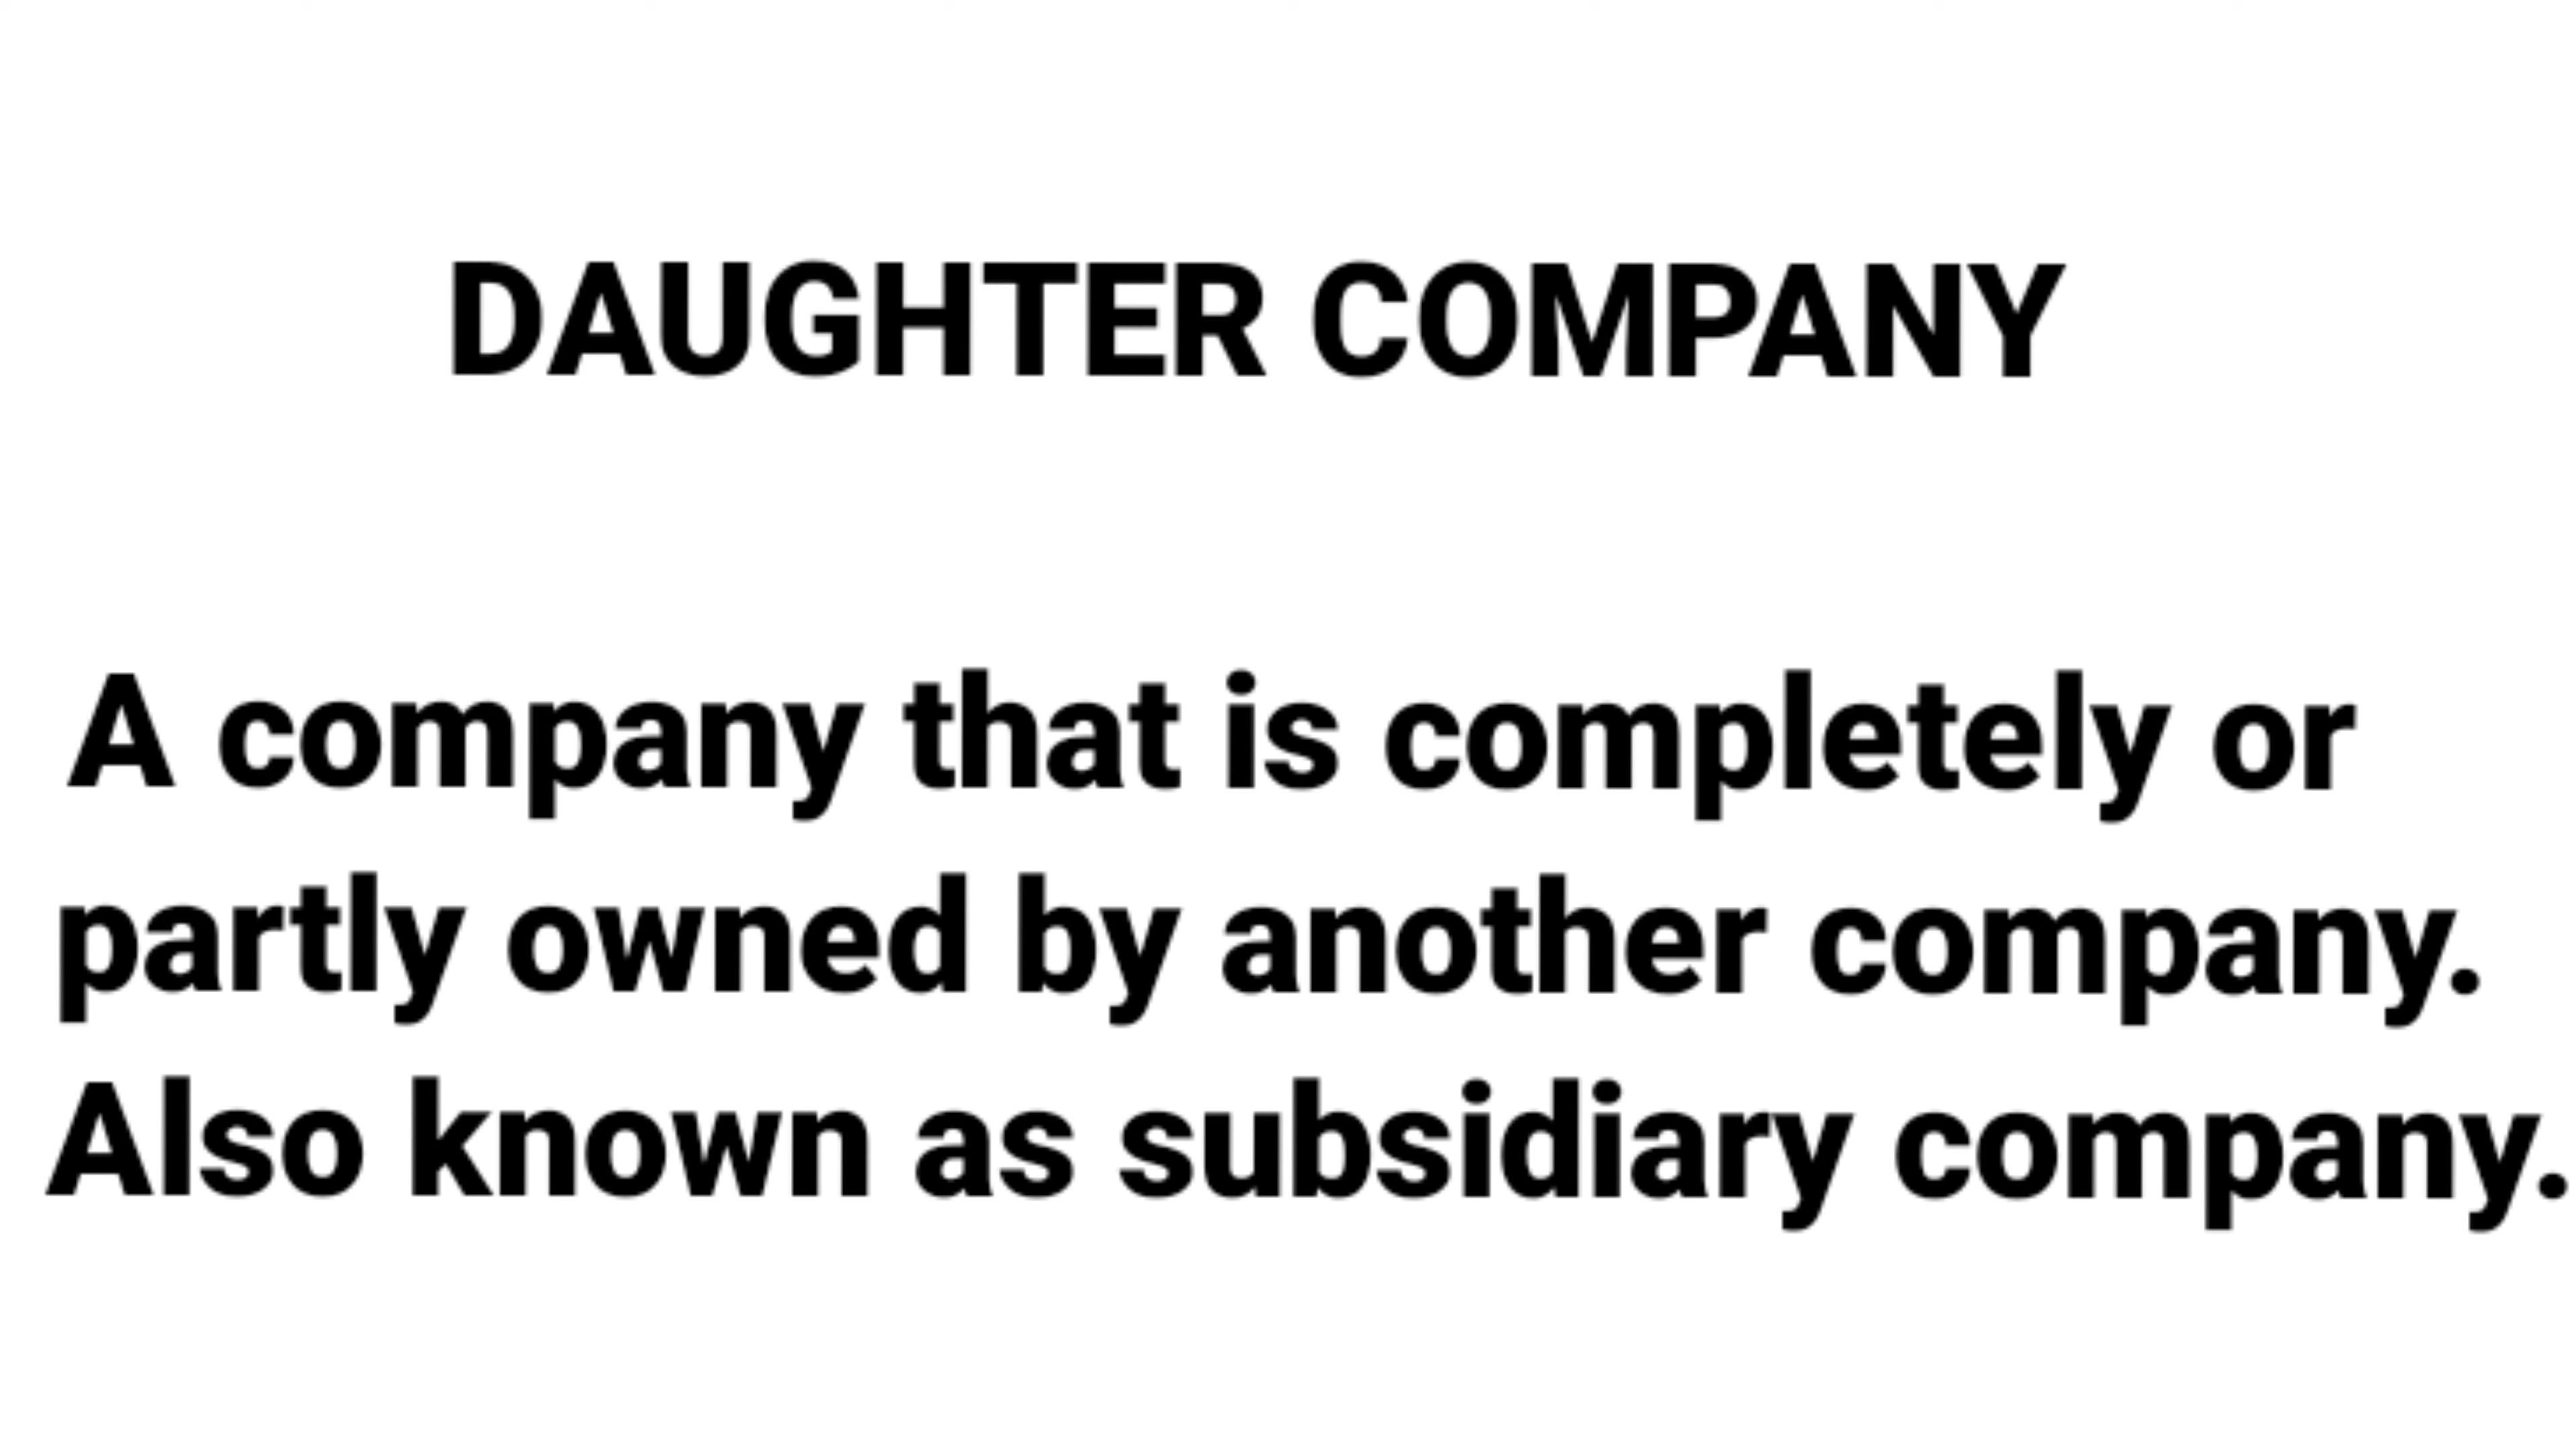 DAUGHTER COMPANY
A company that is completely or
partly owned by another company.
Also known as subsidiary company.